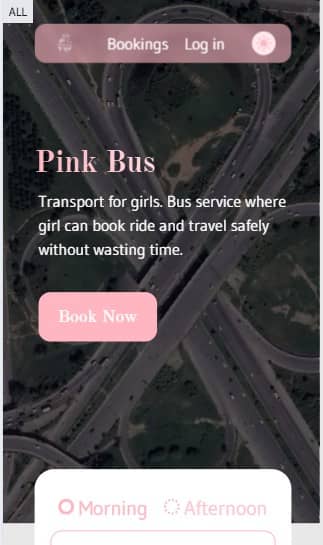 ALL
Bookings Log in
Pink Bus
Transport for girls. Bus service where
girl can book ride and travel safely
without wasting time.
Book Now
Morning Afternoon